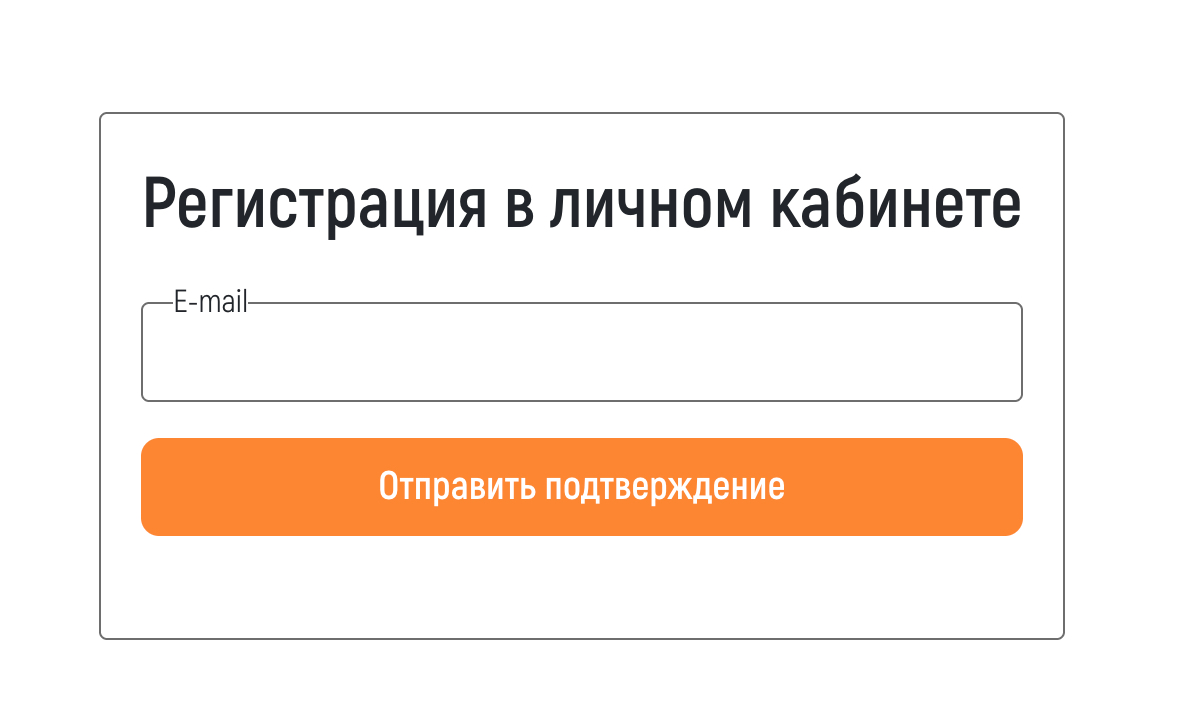 Регистрация в личном кабинете
E-mail
Отправить подтверждение